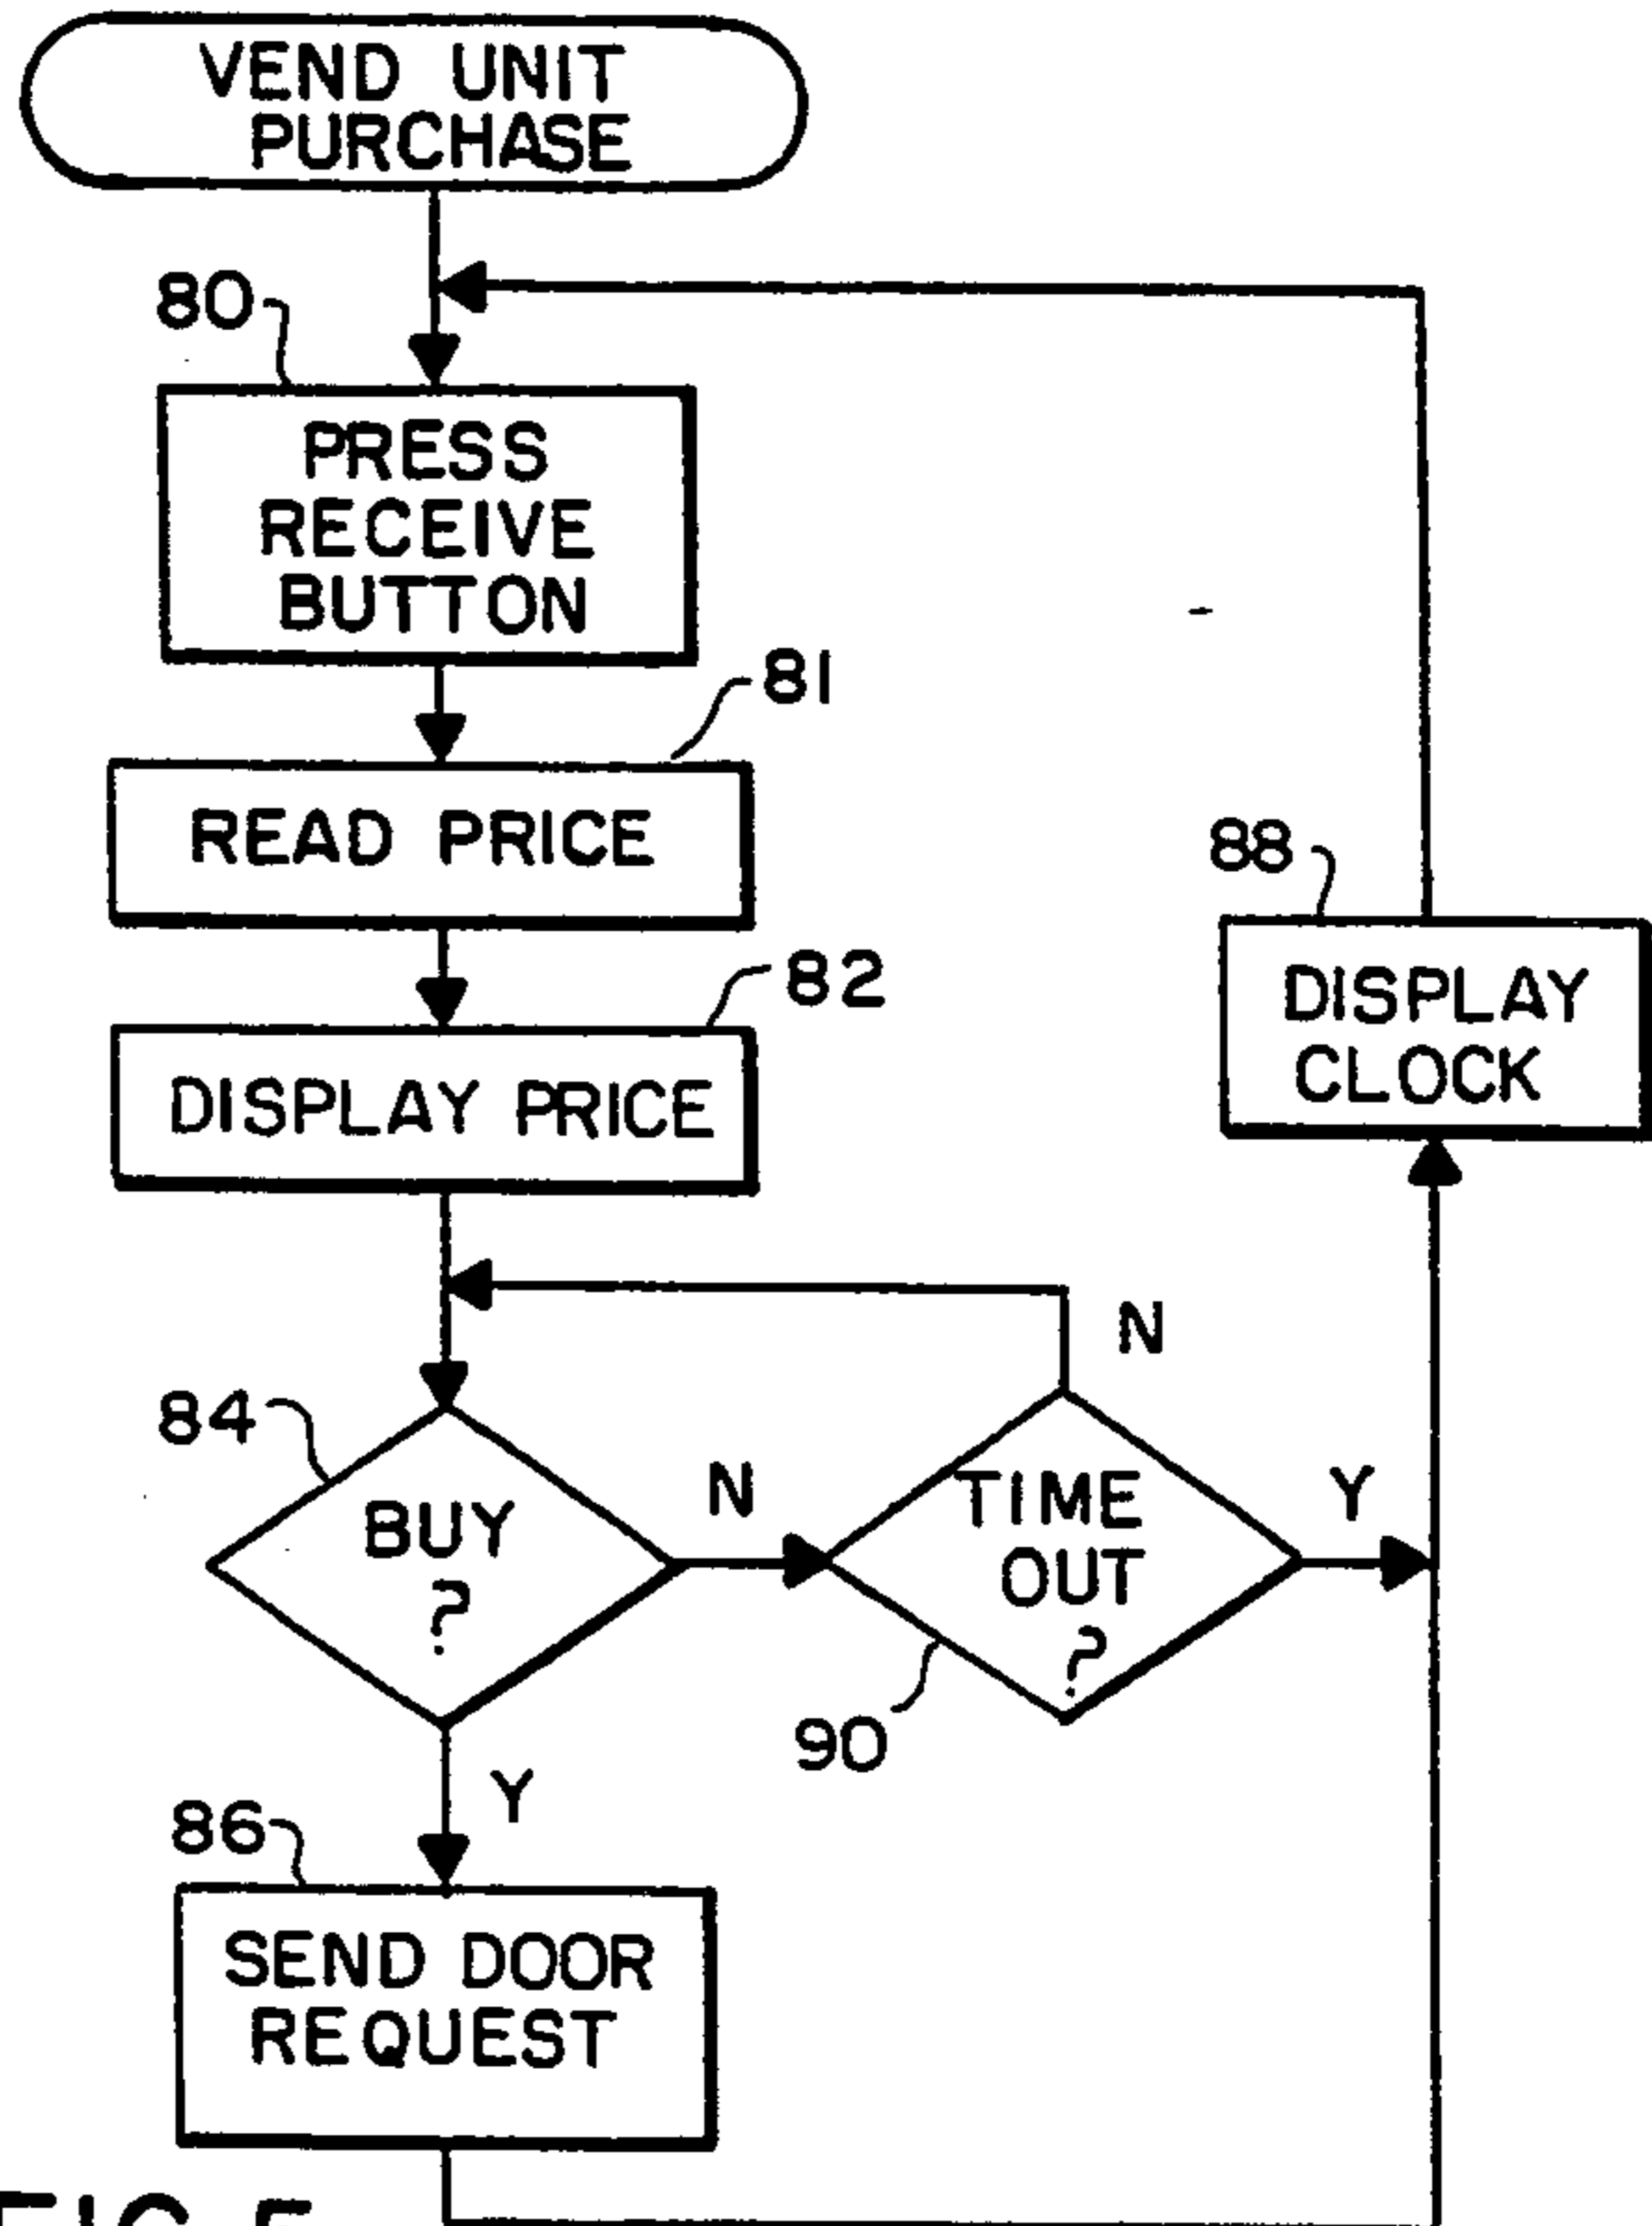 VEND UNIT
PURCHASE
80
PRESS
RECEIVE
BUTTON
81
READ PRICE
88
82
DISPLAY
CLOCK
DISPLAY PRICE
N
84
BUY
?
N
TIME
OUT
?
Y
90
Y
86
SEND DOOR
REQUEST